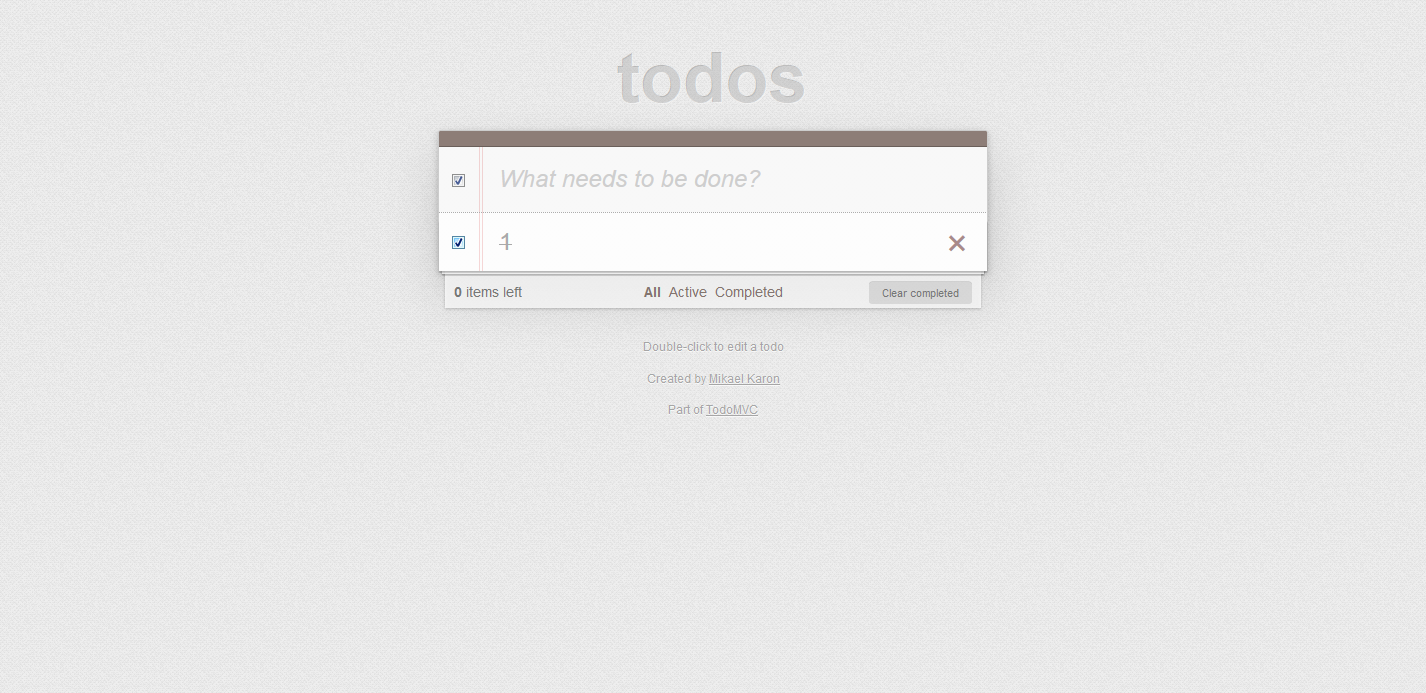 todos
What needs to be done?
1
0 items left All Active Completed Clear completed
Double-click to edit a todo
Created by Mikael Karon
Part of TodoMVC